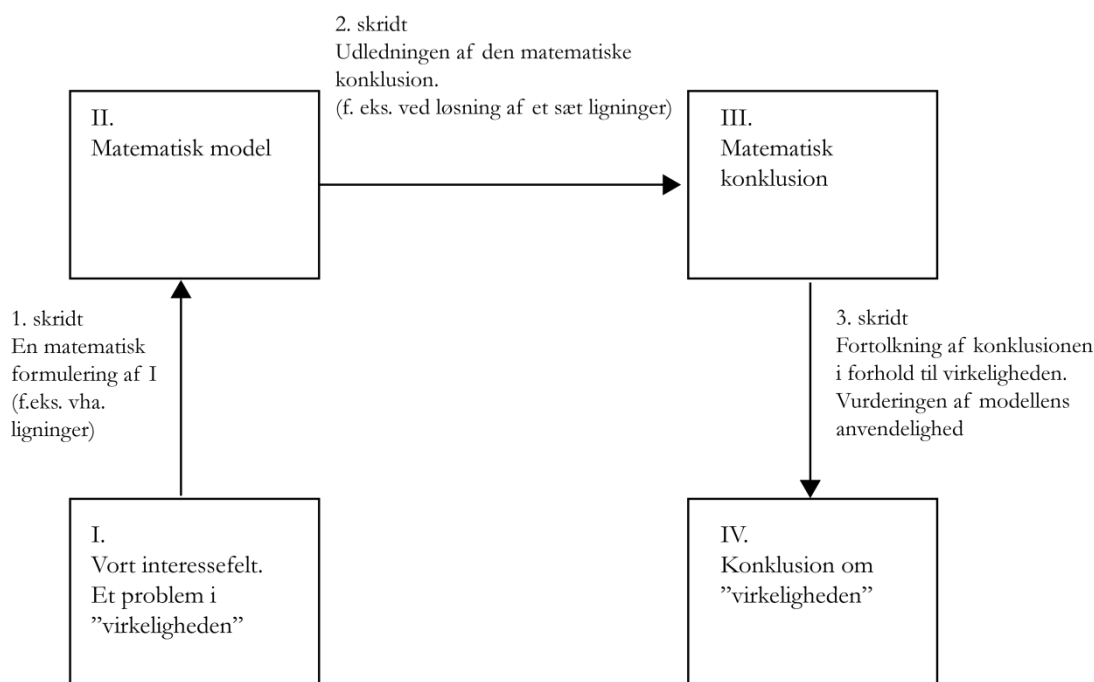 2. skridt
Udledningen af den matematiske
konklusion.
(f. eks. ved løsning af et sæt ligninger)
II.
Matematisk model
III.
Matematisk
konklusion
1. skridt
En matematisk
formulering af I
(f.eks. vha.
ligninger)
3. skridt
Fortolkning af konklusionen
i forhold til virkeligheden.
Vurderingen af modellens
anvendelighed
I.
Vort interessefelt.
Et problem i
”virkeligheden”
IV.
Konklusion om
”virkeligheden”